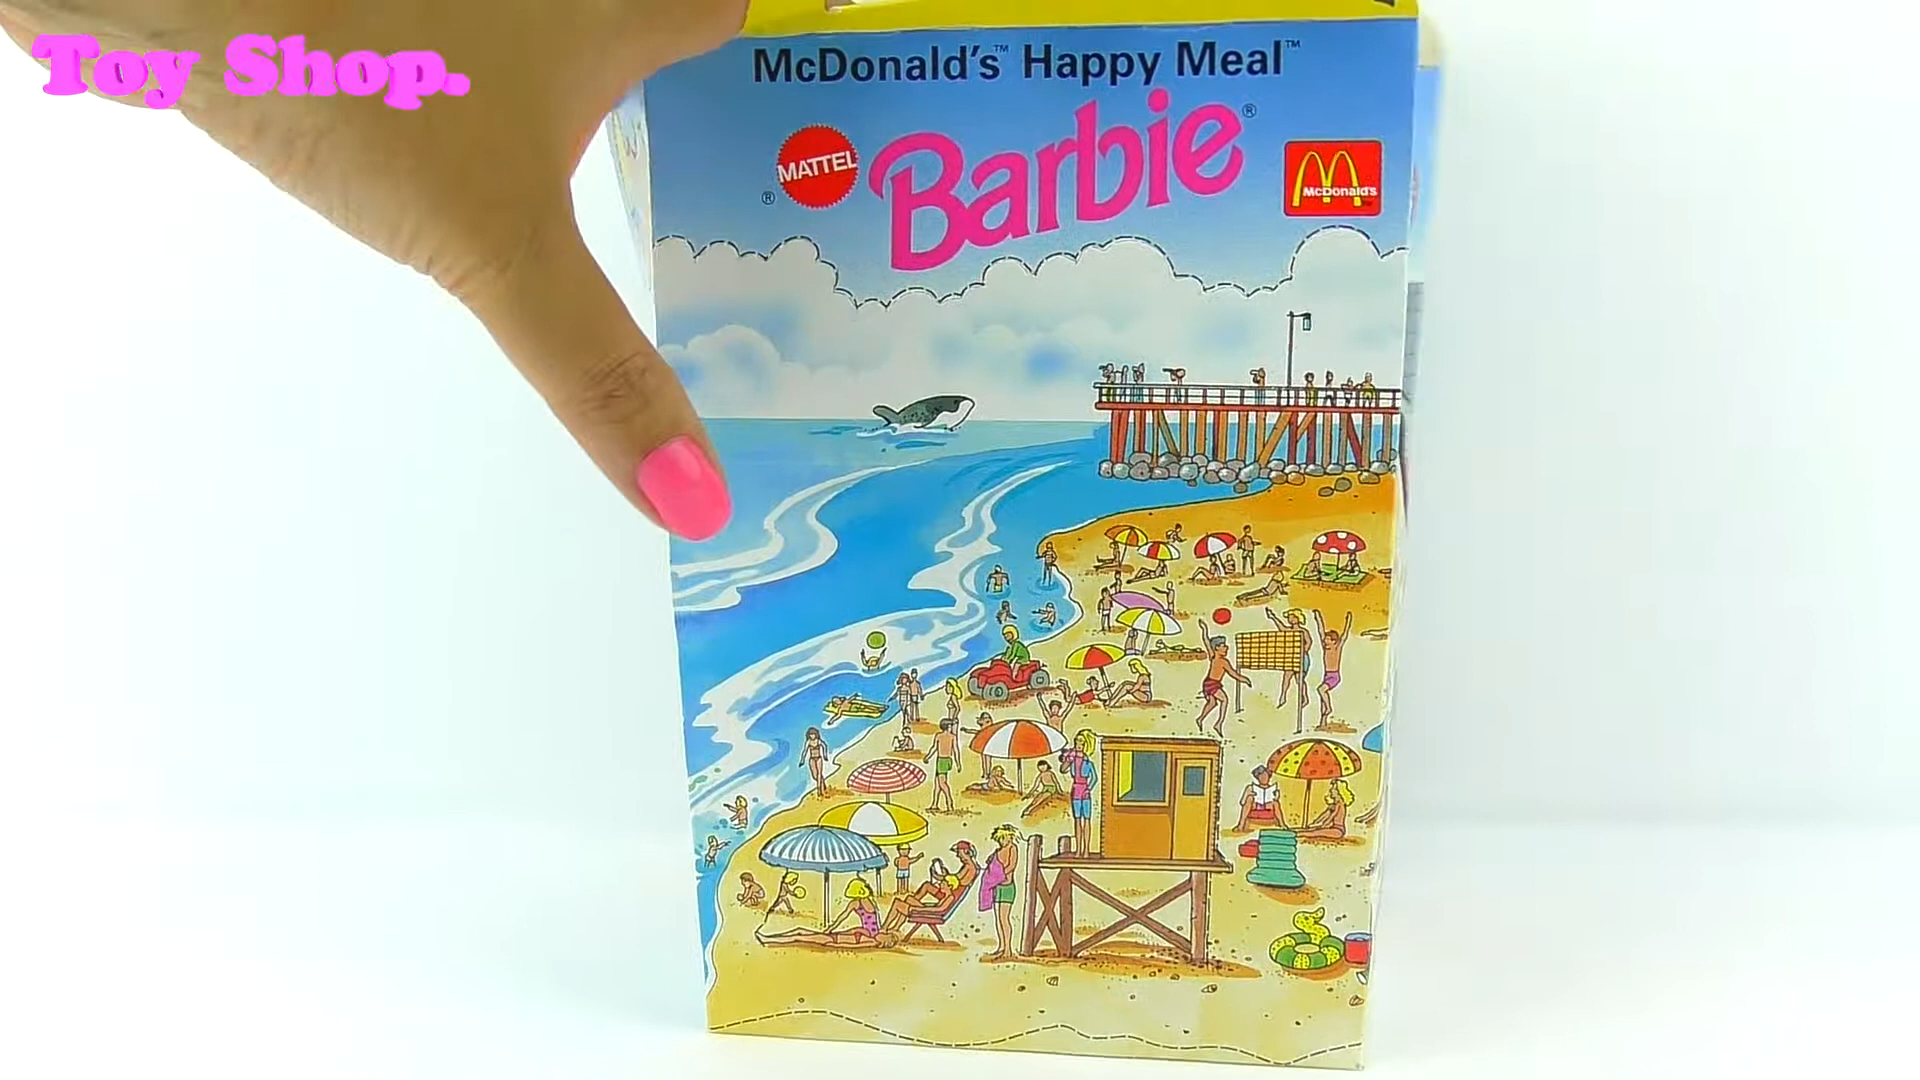 Toy Shop.
McDonald's™ Happy Meal™
MATTEL
®
Barbie®
McDonald's